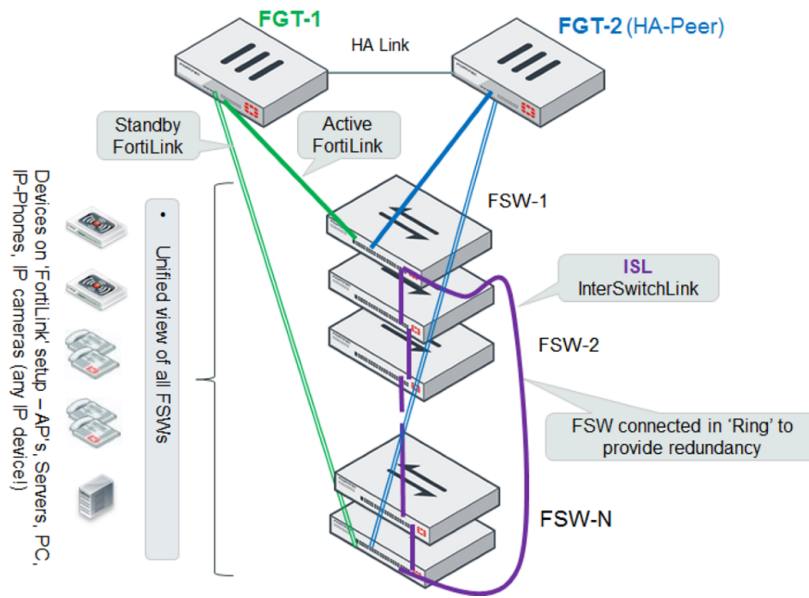 FGT-1
FGT-2 (HA-Peer)
HA Link
Standby
FortiLink
Active
FortiLink
FSW-1
ISL
InterSwitchLink
FSW-2
FSW connected in 'Ring' to
provide redundancy
FSW-N
• Unified view of all FSWs
Devices on 'FortiLink' setup – AP's, Servers, PC,
IP-Phones, IP cameras (any IP device!)